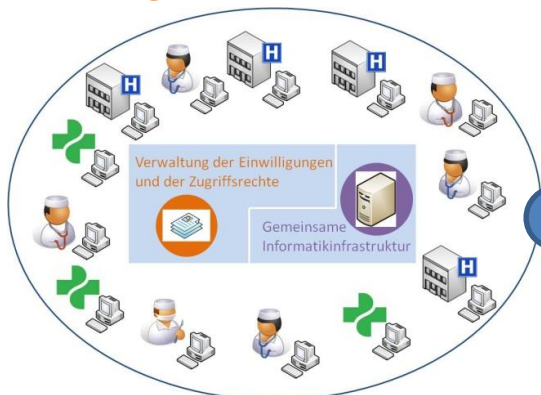 H
H
H
Verwaltung der Einwilligungen
und der Zugriffsrechte
Gemeinsame
Informatikinfrastruktur
H